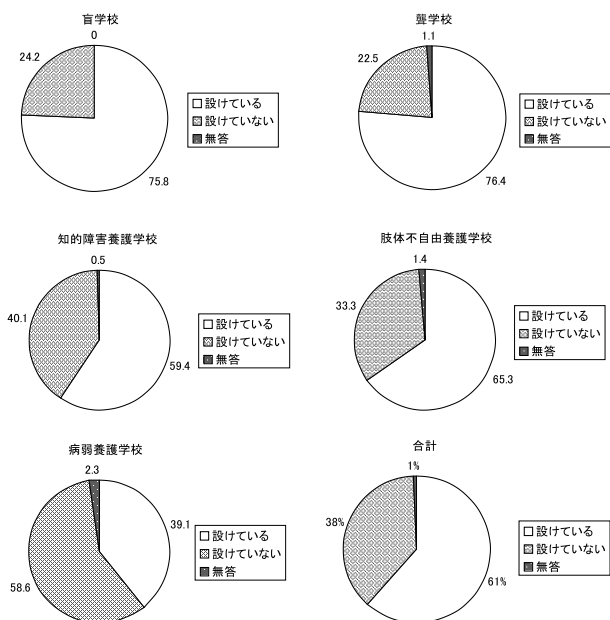 盲学校
0
24.2
75.8
設けている
設けていない
無答
聾学校
1.1
22.5
76.4
設けている
設けていない
無答
知的障害養護学校
0.5
40.1
59.4
設けている
設けていない
無答
肢体不自由養護学校
1.4
33.3
65.3
設けている
設けていない
無答
病弱養護学校
2.3
39.1
58.6
設けている
設けていない
無答
合計
1%
38%
61%
設けている
設けていない
無答